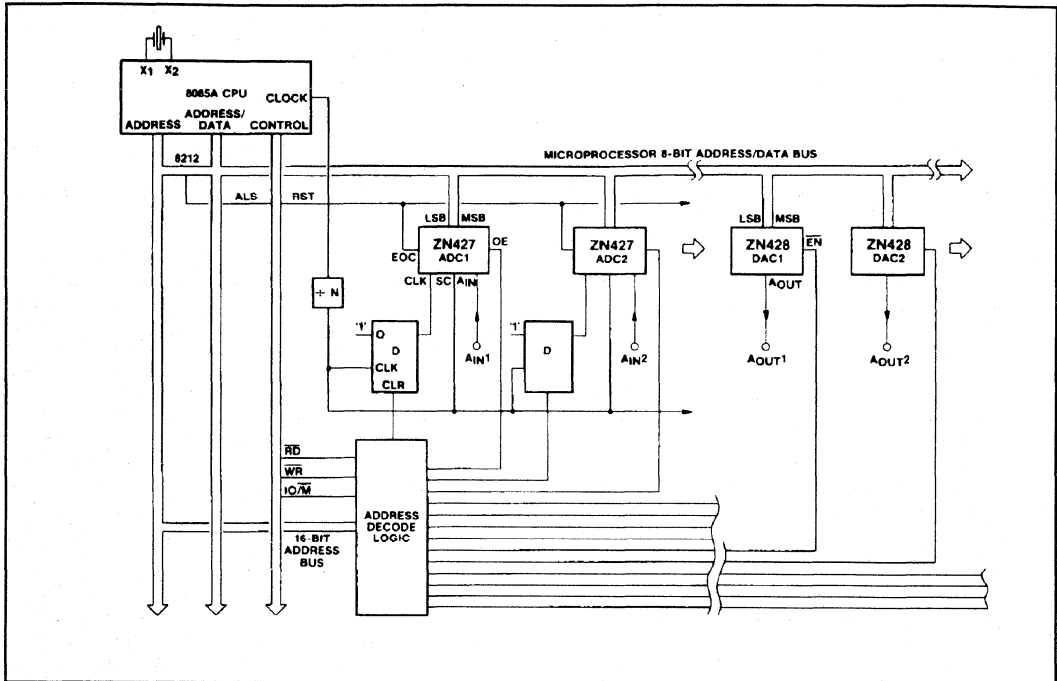 X1 X2
8085A CPU
CLOCK
ADDRESS/
ADDRESS DATA CONTROL
8212
MICROPROCESSOR 8-BIT ADDRESS/DATA BUS
ALS RST
LSB MSB
ZN427
ADC1
OE
EOC
CLK SC AIN
ZN427
ADC2
LSB MSB
ZN428
DAC1
EN
AOUT
ZN428
DAC2
÷ N
'1'
Q
D
CLK
CLR
AIN1
'1'
D
AIN2
AOUT1
AOUT2
RD
WR
IO/M
ADDRESS
DECODE
LOGIC
16-BIT
ADDRESS
BUS